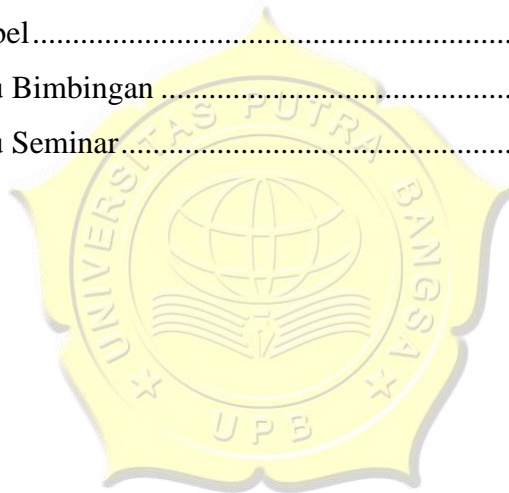 bel..........................................................
u Bimbingan ............................................
u Seminar.................................................
UNIVERSITAS PUTRA BANGSA
UPB